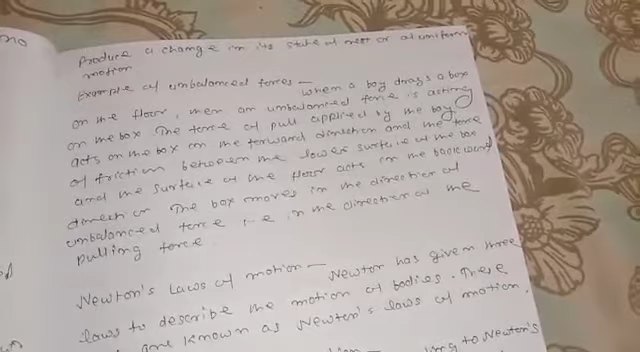 no
Produce a change in its state of rest or of uniform
motion
Example of unbalanced forces —
when a boy drags a box
on the floor, then an unbalanced force is acting
on the box The force of pull applied by the boy
acts on the box in the forward direction and the force
of friction between the lower surface of the box
and the surface of the floor acts in the backward
direction The box moves in the direction of
unbalanced force i·e in the direction of the
pulling force
Newton's Laws of motion —
Newton has given three
laws to describe the motion of bodies. These
are known as Newton's laws of motion.
to Newton's